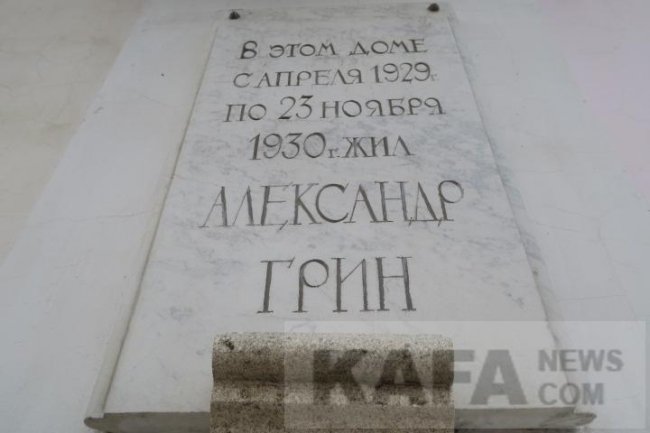 В ЭТОМ ДОМЕ
С АПРЕЛЯ 1929г.
ПО 23 НОЯБРЯ
1930г. ЖИЛ
АЛЕКСАНДР
ГРИН
KAFA NEWS
COM